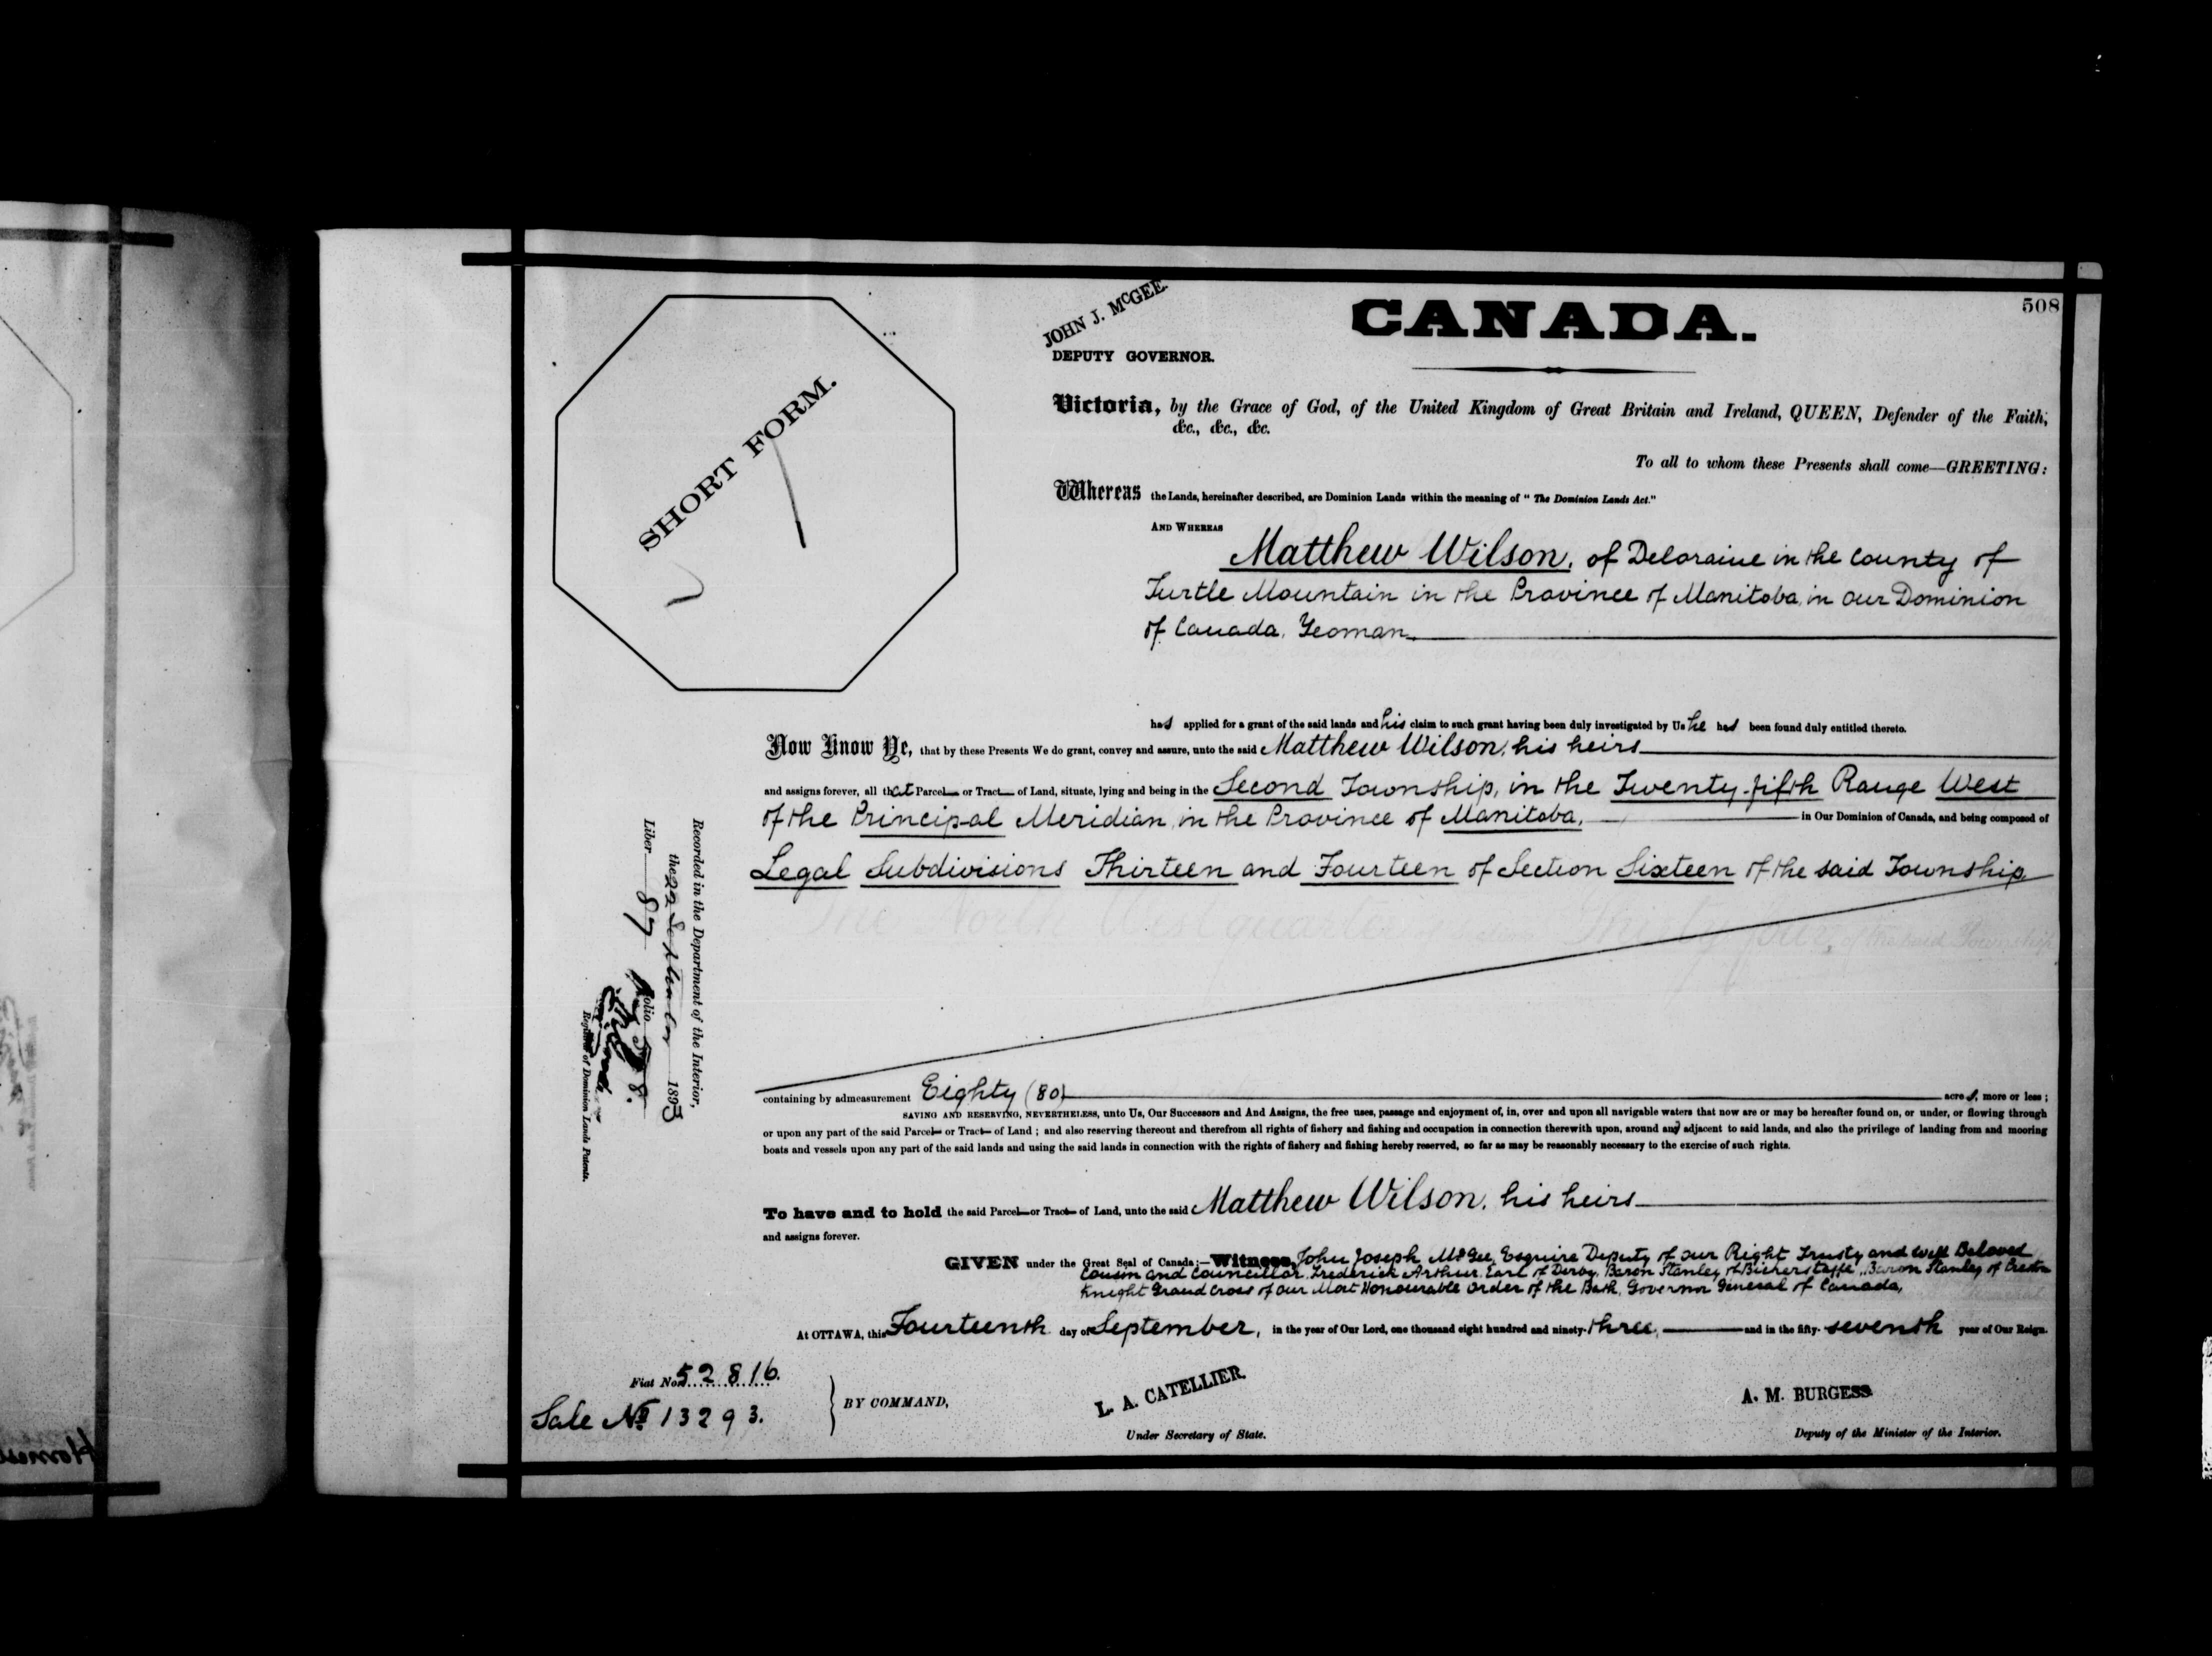 508
JOHN J. McGEE.
DEPUTY GOVERNOR.
CANADA.
SHORT FORM.
Victoria, by the Grace of God, of the United Kingdom of Great Britain and Ireland, QUEEN, Defender of the Faith,
&c., &c., &c.
To all to whom these Presents shall come—GREETING:
Whereas the Lands, hereinafter described, are Dominion Lands within the meaning of "The Dominion Lands Act."
AND WHEREAS
Matthew Wilson, of Deloraine in the County of
Turtle Mountain in the Province of Manitoba, in Our Dominion
of Canada, Yeoman
has applied for a grant of the said lands and his claim to such grant having been duly investigated by Us he has been found duly entitled thereto.
Now Know Ye, that by these Presents We do grant, convey and assure, unto the said Matthew Wilson, his heirs
and assigns forever, all that Parcel or Tract of Land, situate, lying and being in the Second Township, in the Twenty-fifth Range West
of the Principal Meridian, in the Province of Manitoba, in Our Dominion of Canada, and being composed of
Legal Subdivisions Thirteen and Fourteen of Section Sixteen of the said Township
containing by admeasurement Eighty (80) acres, more or less;
SAVING AND RESERVING, NEVERTHELESS, unto Us, Our Successors and And Assigns, the free uses, passage and enjoyment of, in, over and upon all navigable waters that now are or may be hereafter found on, or under, or flowing through
or upon any part of the said Parcel or Tract of Land; and also reserving thereout and therefrom all rights of fishery and fishing and occupation in connection therewith upon, around and adjacent to said lands, and also the privilege of landing from and mooring
boats and vessels upon any part of the said lands and using the said lands in connection with the rights of fishery and fishing hereby reserved, so far as may be reasonably necessary to the exercise of such rights.
To have and to hold the said Parcel or Tract of Land, unto the said Matthew Wilson, his heirs
and assigns forever.
GIVEN under the Great Seal of Canada:—Witness, John Joseph McGee, Esquire Deputy of our Right Trusty and Well Beloved
Cousin and Councillor, Frederick Arthur, Earl of Derby, Baron Stanley of Bickerstaffe, Baron Stanley of Preston
Knight Grand Cross of our Most Honourable Order of the Bath, Governor General of Canada,
At OTTAWA, this Fourteenth day of September, in the year of Our Lord, one thousand eight hundred and ninety-three, and in the fifty-seventh year of Our Reign.
Fiat No. 52816.
Sale No 13293.
BY COMMAND,
L. A. CATELLIER.
Under Secretary of State.
A. M. BURGESS
Deputy of the Minister of the Interior.
Recorded in the Department of the Interior,
the 22 September 1893
Liber 87 Folio 508.
Registrar of Dominion Lands Patents.